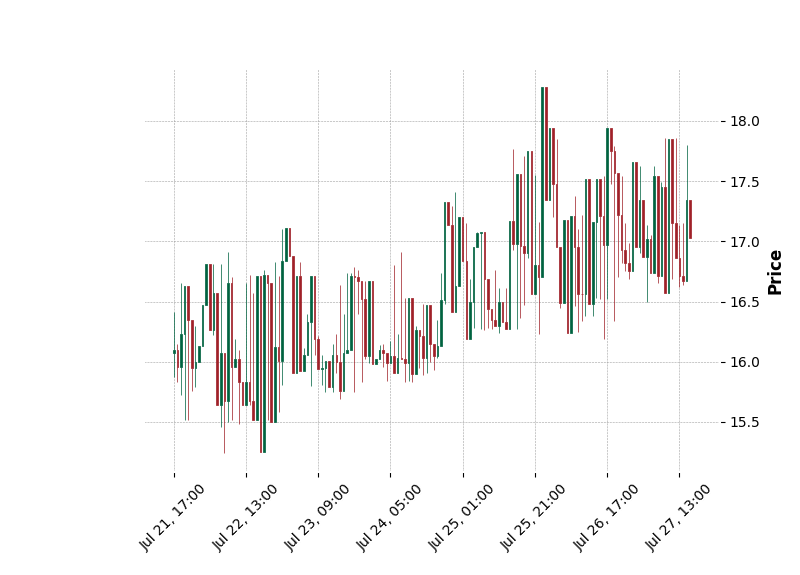 18.0
17.5
17.0
16.5
16.0
15.5
Price
Jul 21, 17:00
Jul 22, 13:00
Jul 23, 09:00
Jul 24, 05:00
Jul 25, 01:00
Jul 25, 21:00
Jul 26, 17:00
Jul 27, 13:00